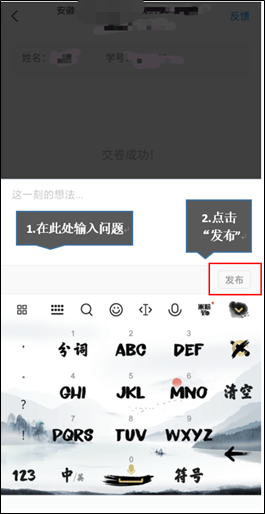 安徽
反馈
姓名:
学号:
交卷成功!
这一刻的想法...
1.在此处输入问题
2.点击
“发布”
发布
1 2 3
, 分词 ABC DEF
。 4 5 6
GHI JKL MNO 清空
?
! 7 8 9
PQRS TUV WXYZ
0
123 中/英 符号